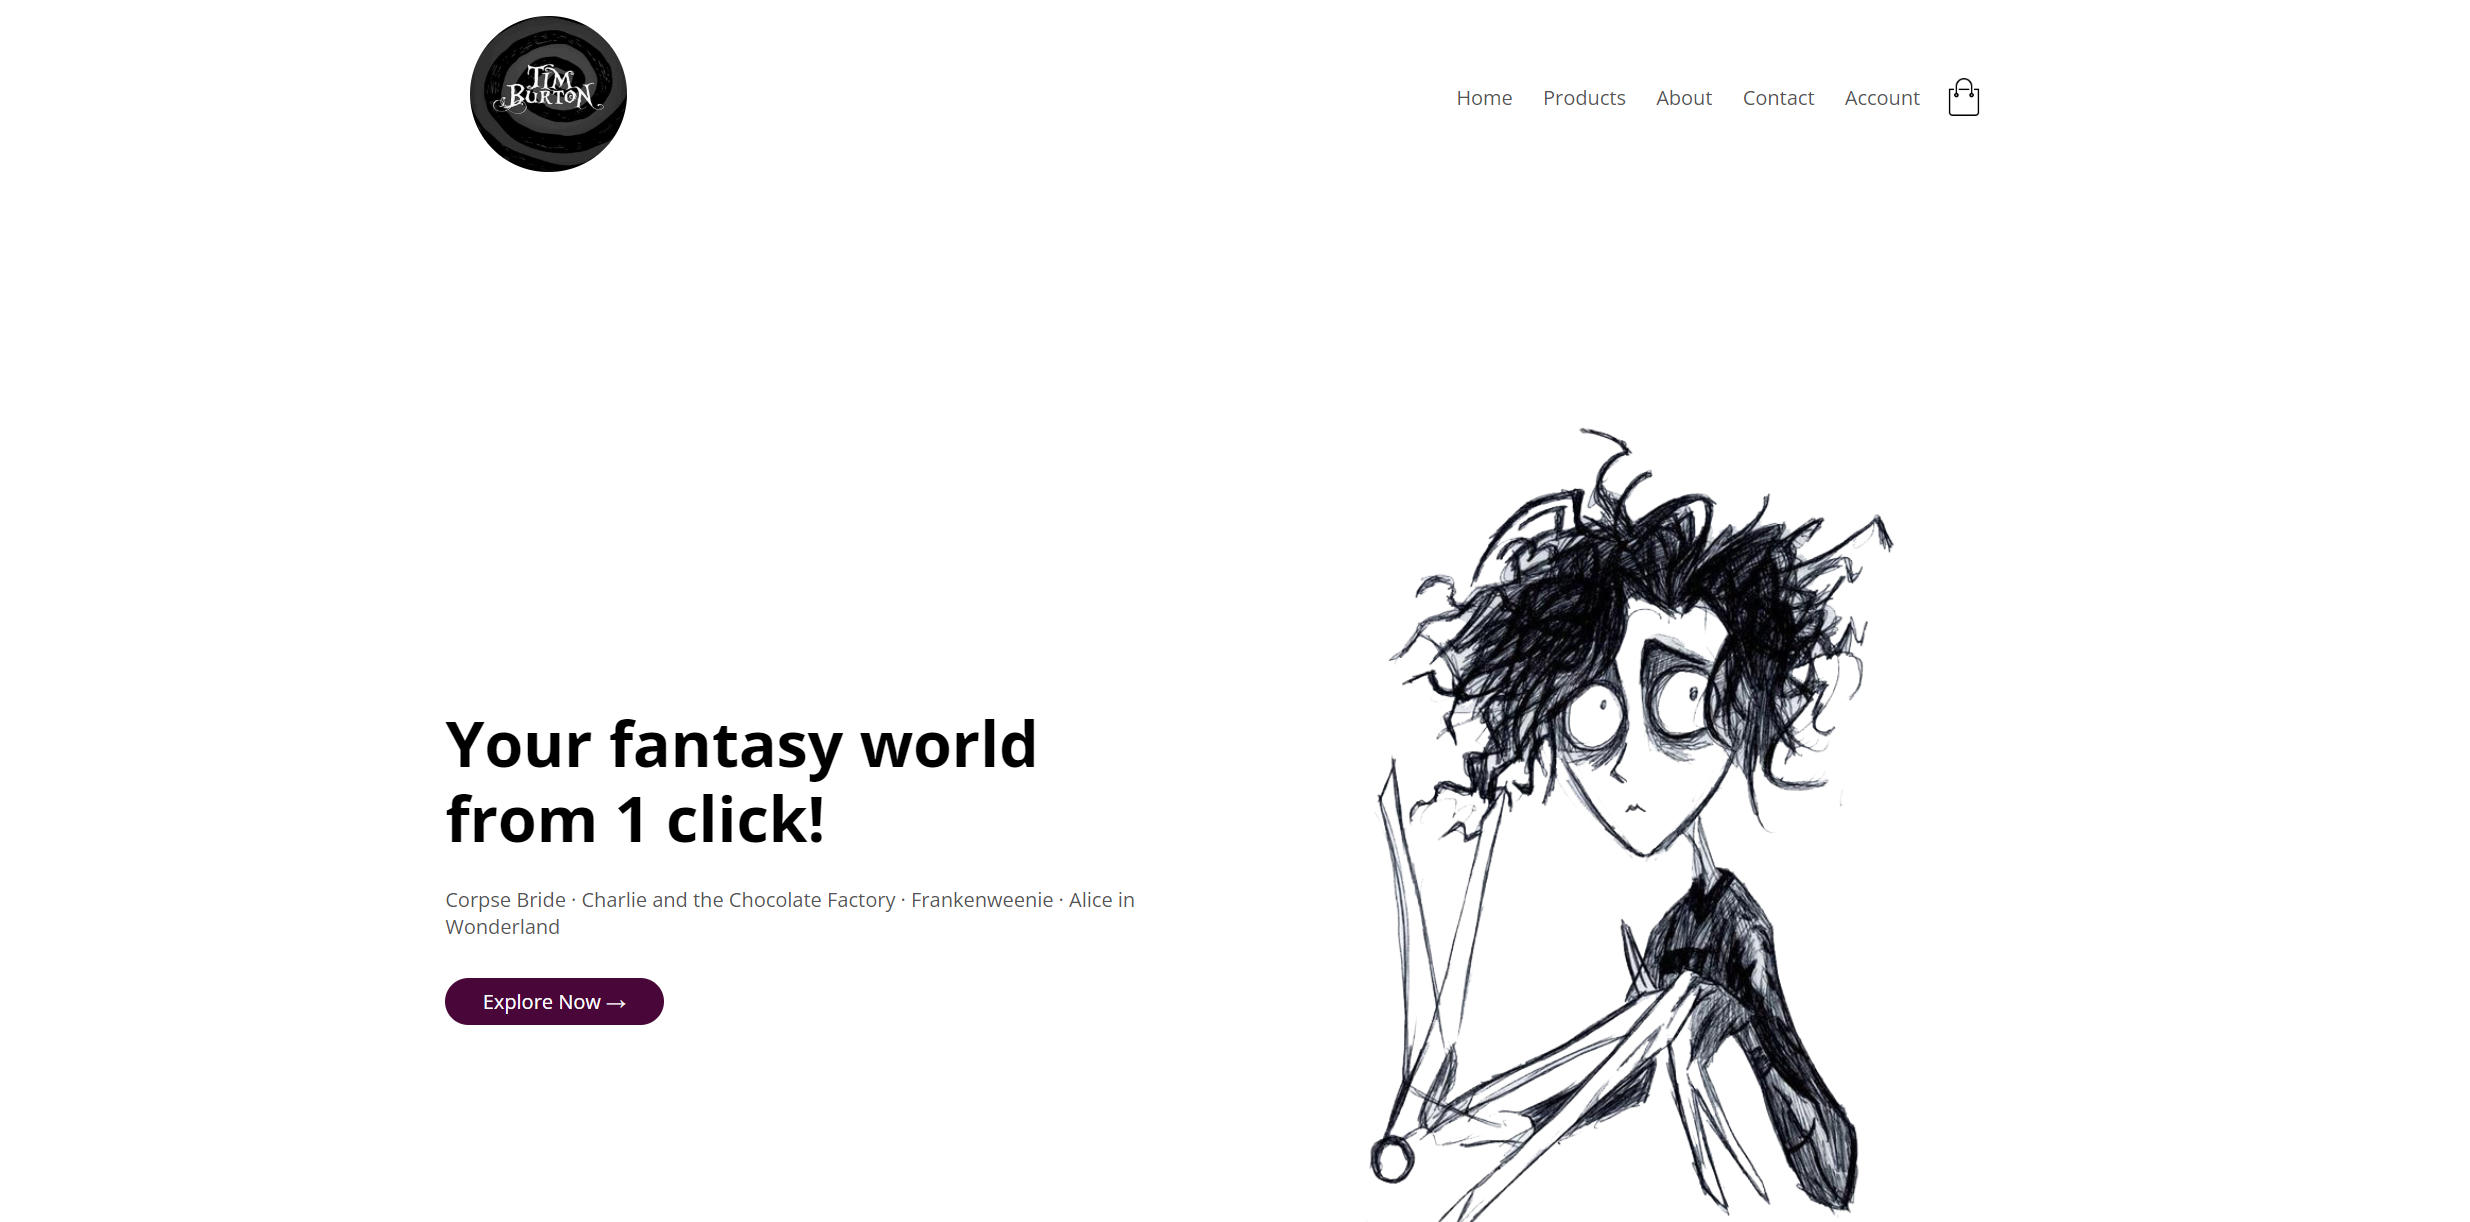 TIM
BURTON
Home Products About Contact Account
Your fantasy world
from 1 click!
Corpse Bride · Charlie and the Chocolate Factory · Frankenweenie · Alice in
Wonderland
Explore Now →